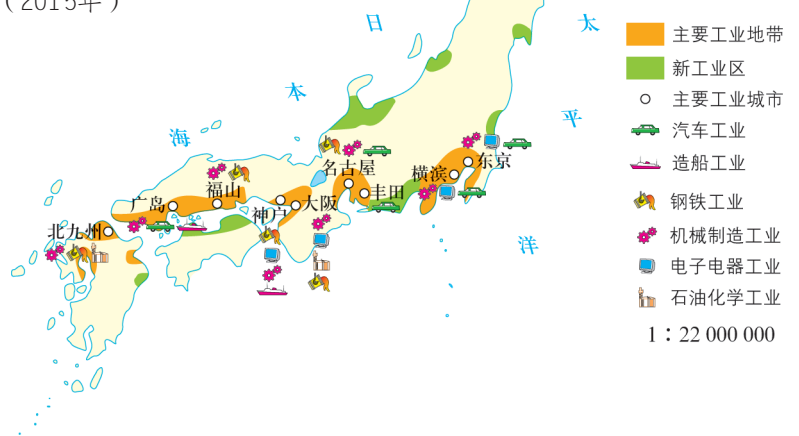 （2015年）
日
本
海
太
平
洋
名古屋
东京
横滨
丰田
福山
广岛
神户
大阪
北九州
主要工业地带
新工业区
主要工业城市
汽车工业
造船工业
钢铁工业
机械制造工业
电子电器工业
石油化学工业
1：22 000 000